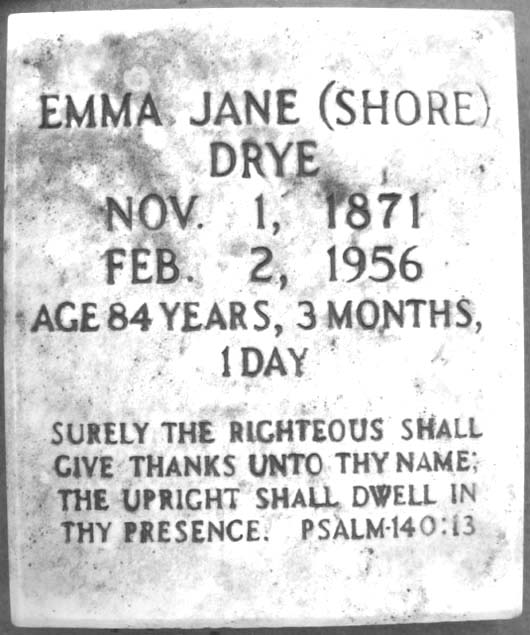 EMMA JANE (SHORE)
DRYE
NOV. 1, 1871
FEB. 2, 1956
AGE 84 YEARS, 3 MONTHS,
1 DAY
SURELY THE RIGHTEOUS SHALL
GIVE THANKS UNTO THY NAME;
THE UPRIGHT SHALL DWELL IN
THY PRESENCE. PSALM-140:13